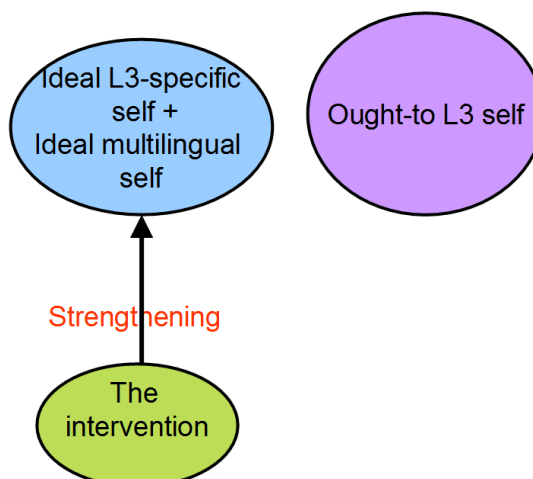 Ideal L3-specific
self +
Ideal multilingual
self
Ought-to L3 self
Strengthening
The
intervention